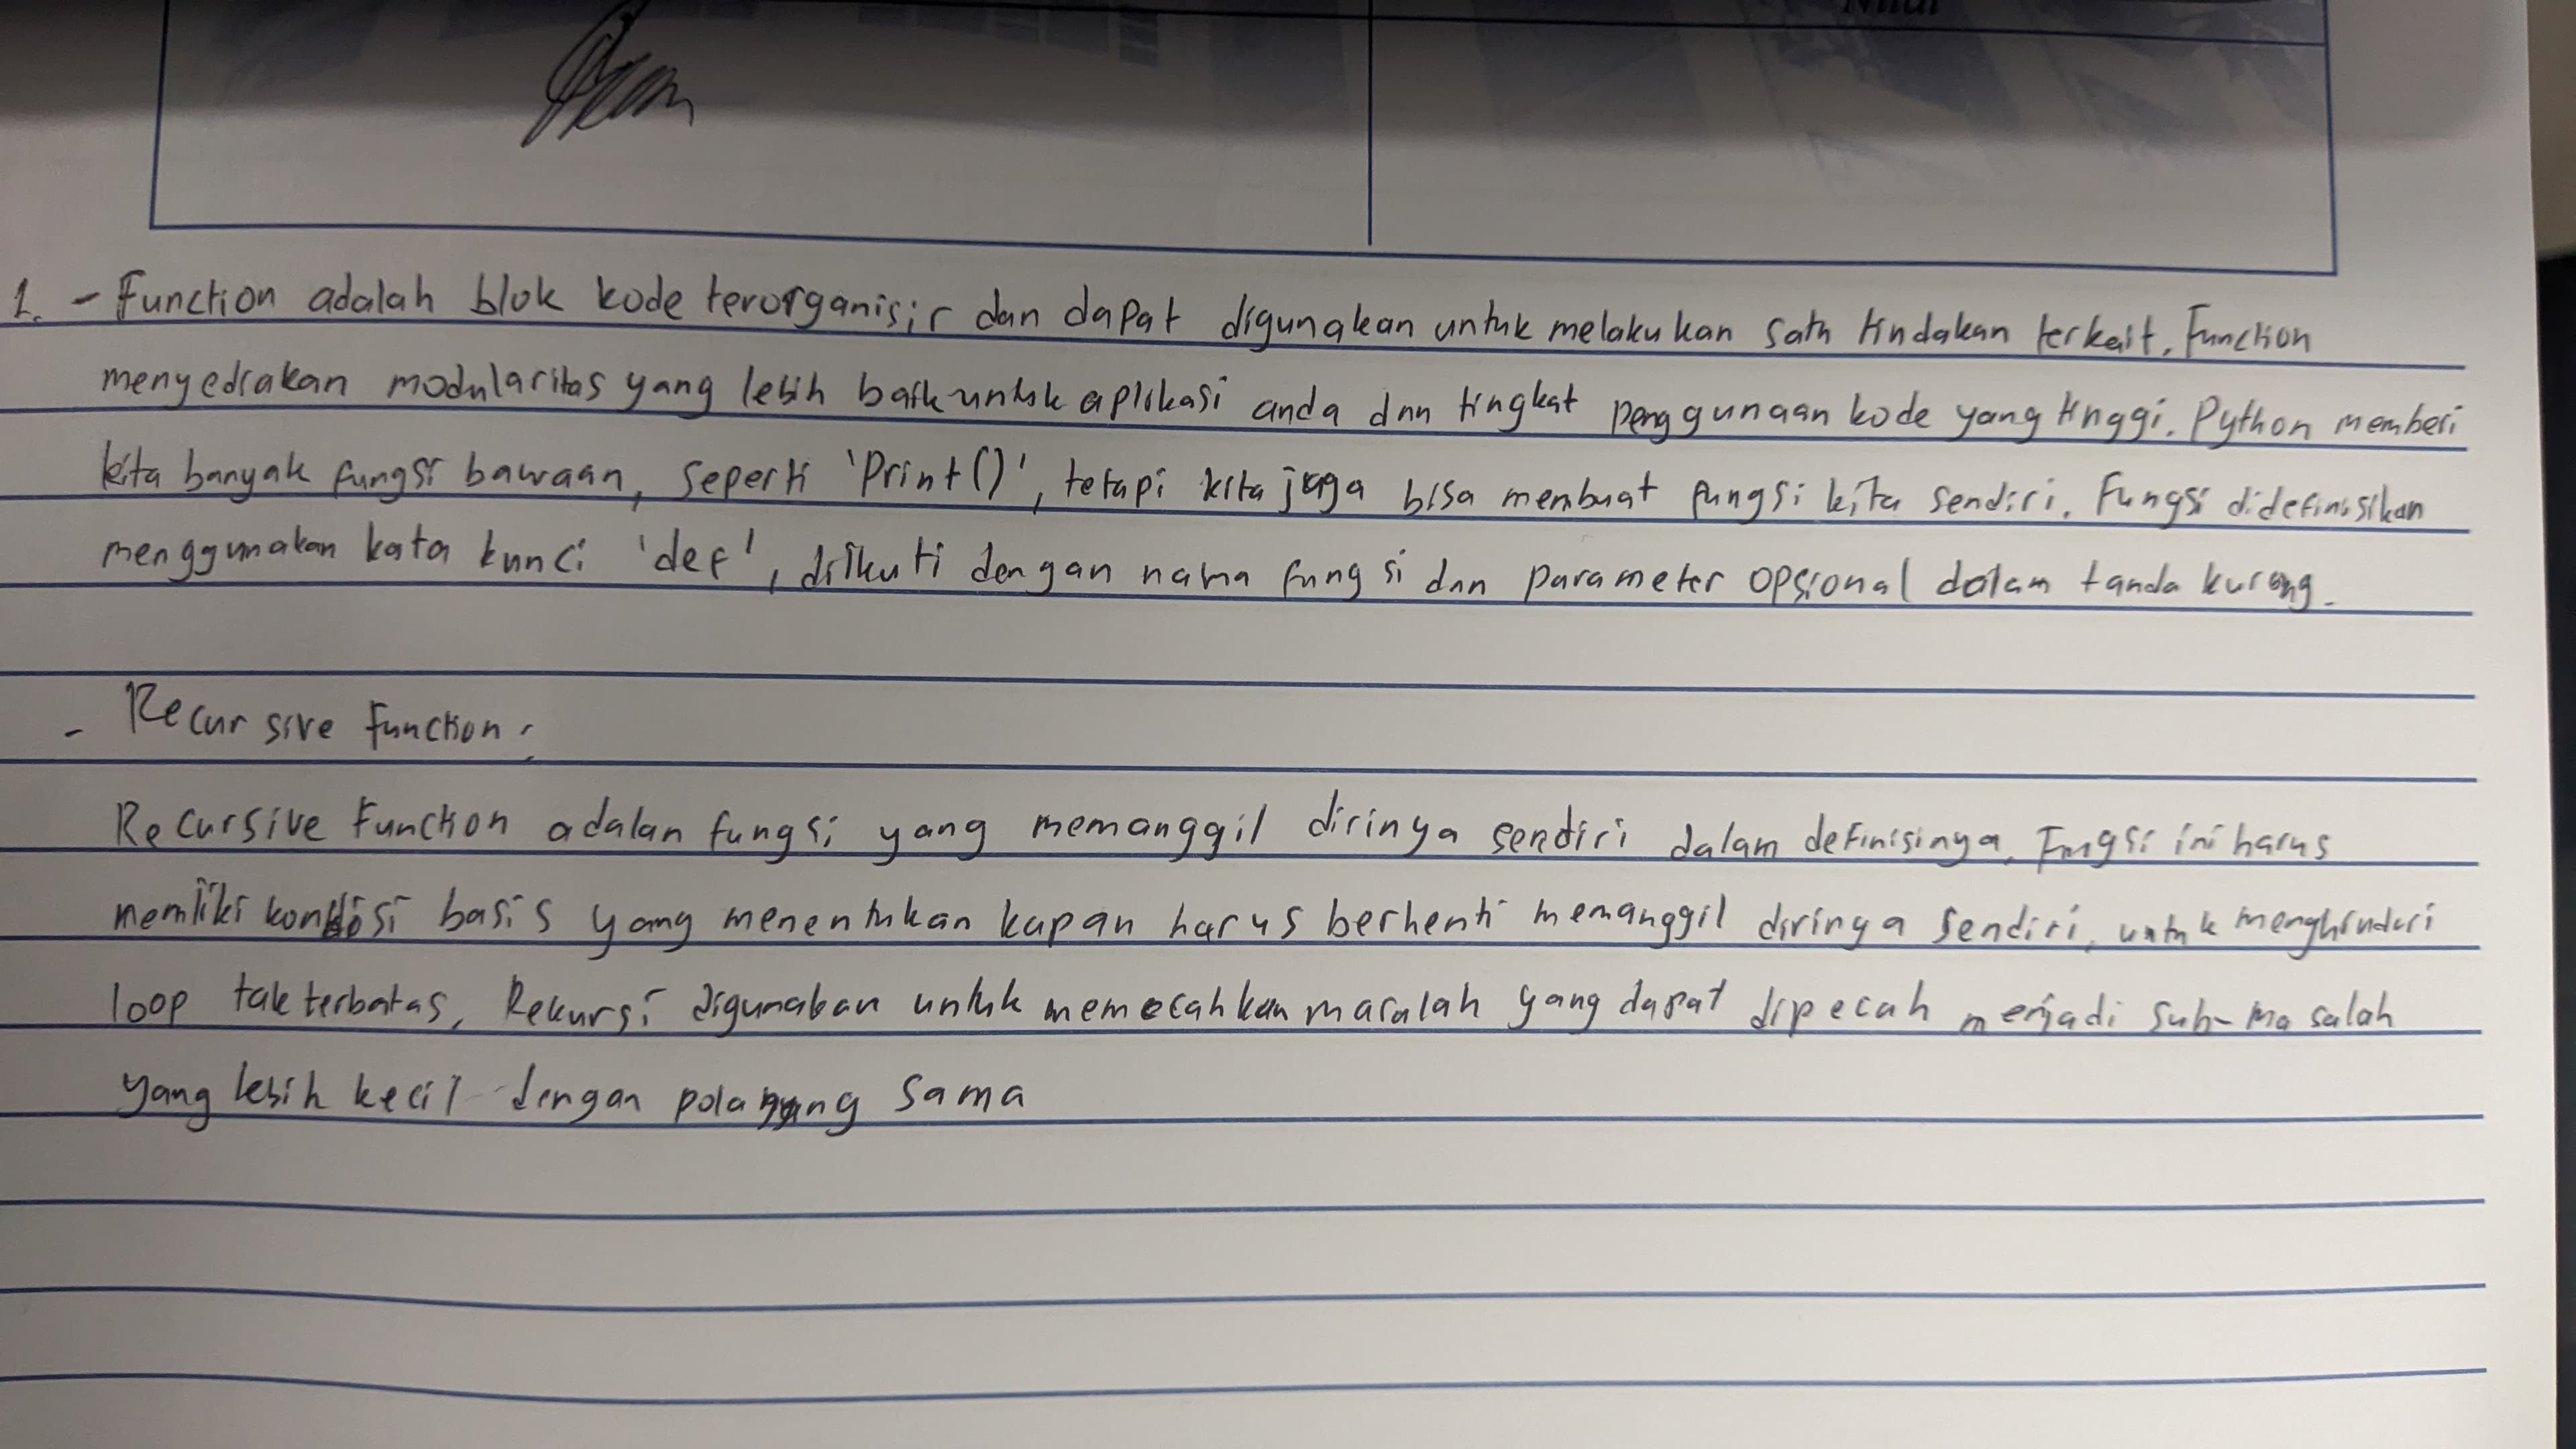 Nilai
1. - Function adalah blok kode terorganisir dan dapat digunakan untuk melakukan satu tindakan terkait. Function
menyediakan modularitas yang lebih baik untuk aplikasi anda dan tingkat penggunaan kode yang tinggi. Python memberi
kita banyak fungsi bawaan, seperti 'Print()', tetapi kita juga bisa membuat fungsi kita sendiri. Fungsi didefinisikan
menggunakan kata kunci 'def', diikuti dengan nama fungsi dan parameter opsional dalam tanda kurung.
- Recursive Function:
Recursive Function adalah fungsi yang memanggil dirinya sendiri dalam definisinya. Fungsi ini harus
memiliki kondisi basis yang menentukan kapan harus berhenti memanggil diringa sendiri, untuk menghindari
loop tak terbatas. Rekursi digunakan untuk memecahkan masalah yang dapat dipecah menjadi sub-masalah
yang lebih kecil dengan pola yang sama